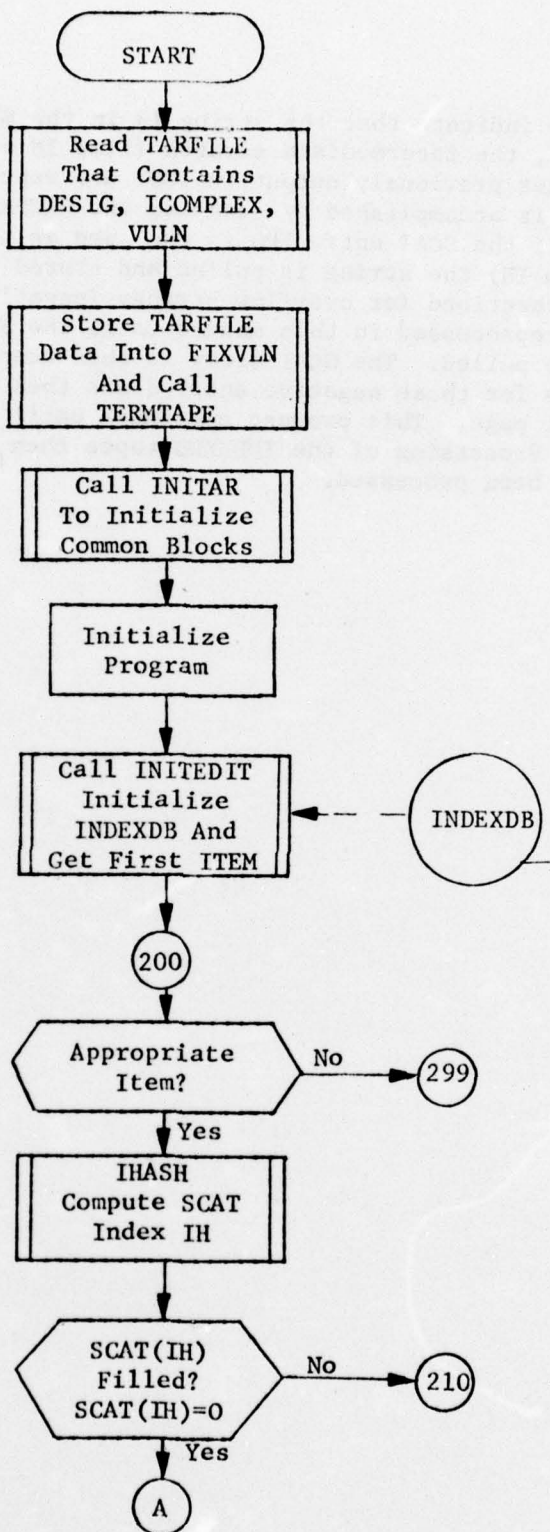 START
Read TARFILE
That Contains
DESIG, ICOMPLEX,
VULN
Store TARFILE
Data Into FIXVLN
And Call
TERMTAPE
Call INITAR
To Initialize
Common Blocks
Initialize
Program
Call INITEDIT
Initialize
INDEXDB And
Get First ITEM
INDEXDB
200
Appropriate
Item?
No
299
Yes
IHASH
Compute SCAT
Index IH
SCAT(IH)
Filled?
SCAT(IH)=0
No
210
Yes
A